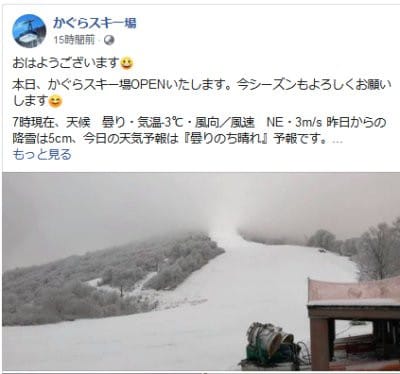 かぐらスキー場
15時間前 ·
おはようございます😀
本日、かぐらスキー場OPENいたします。今シーズンもよろしくお願い
します😊
7時現在、天候　曇り・気温-3℃・風向／風速　NE・3m/s 昨日からの
降雪は5cm、今日の天気予報は『曇りのち晴れ』予報です。...
もっと見る